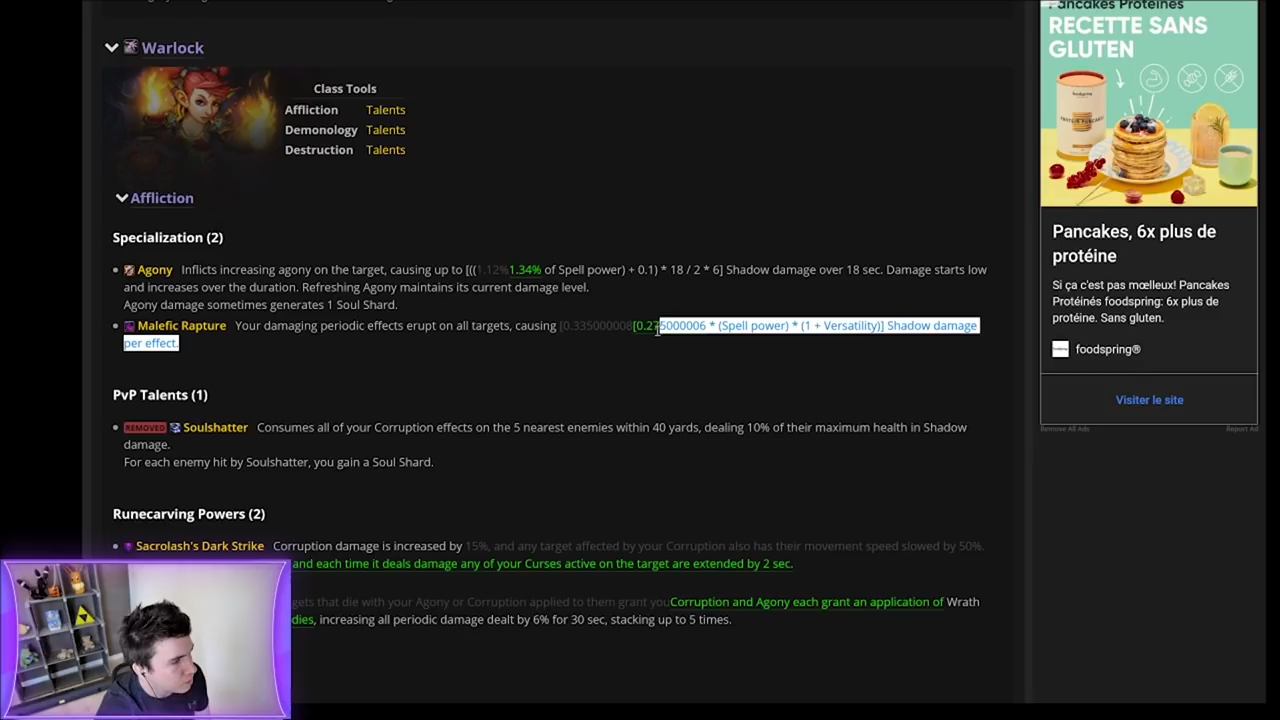 Warlock
Class Tools
Affliction Talents
Demonology Talents
Destruction Talents
Affliction
Specialization (2)
Agony Inflicts increasing agony on the target, causing up to [((1.12%1.34% of Spell power) + 0.1) * 18 / 2 * 6] Shadow damage over 18 sec. Damage starts low
and increases over the duration. Refreshing Agony maintains its current damage level.
Agony damage sometimes generates 1 Soul Shard.
Malefic Rapture Your damaging periodic effects erupt on all targets, causing [0.335000008[0.275000006 * (Spell power) * (1 + Versatility)] Shadow damage
per effect.
PvP Talents (1)
REMOVED Soulshatter Consumes all of your Corruption effects on the 5 nearest enemies within 40 yards, dealing 10% of their maximum health in Shadow
damage.
For each enemy hit by Soulshatter, you gain a Soul Shard.
Runecarving Powers (2)
Sacrolash's Dark Strike Corruption damage is increased by 15%, and any target affected by your Corruption also has their movement speed slowed by 50%.
and each time it deals damage any of your Curses active on the target are extended by 2 sec.
gets that die with your Agony or Corruption applied to them grant youCorruption and Agony each grant an application of Wrath
dies, increasing all periodic damage dealt by 6% for 30 sec, stacking up to 5 times.
Pancakes Protéinés
RECETTE SANS
GLUTEN
foodspring
PROTEIN PANCAKES
Pancakes, 6x plus de
protéine
Si ça c'est pas mœlleux! Pancakes
Protéinés foodspring: 6x plus de
protéine. Sans gluten.
foodspring®
Visiter le site
Remove All Ads
Report Ad